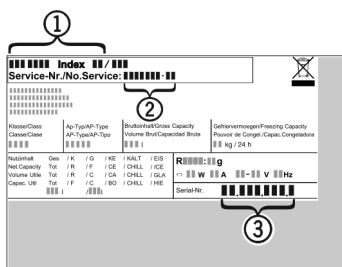 1
Index /
Service-Nr./No.Service: -
2
Klasse/Class
Classe/Clase
Ap-Typ/AP-Type
AP-Type/AP-Tipo
Bruttoinhalt/Gross Capacity
Volume Brut/Capacidad Bruta
l
Gefriervermoegen/Freezing Capacity
Pouvoir de Congel./Capac.Congeladora
kg / 24 h
Nutzinhalt Ges / K / G / KE / KALT / EIS
Net.Capacity Tot / R / F / CE / CHILL / ICE
Volume Utile Tot / R / C / CA / CHILL / GLA
Capac. Util Tot / F / C / BO / CHILL / HIE
l / l
R : g
W A - V Hz
Serial-Nr.
3